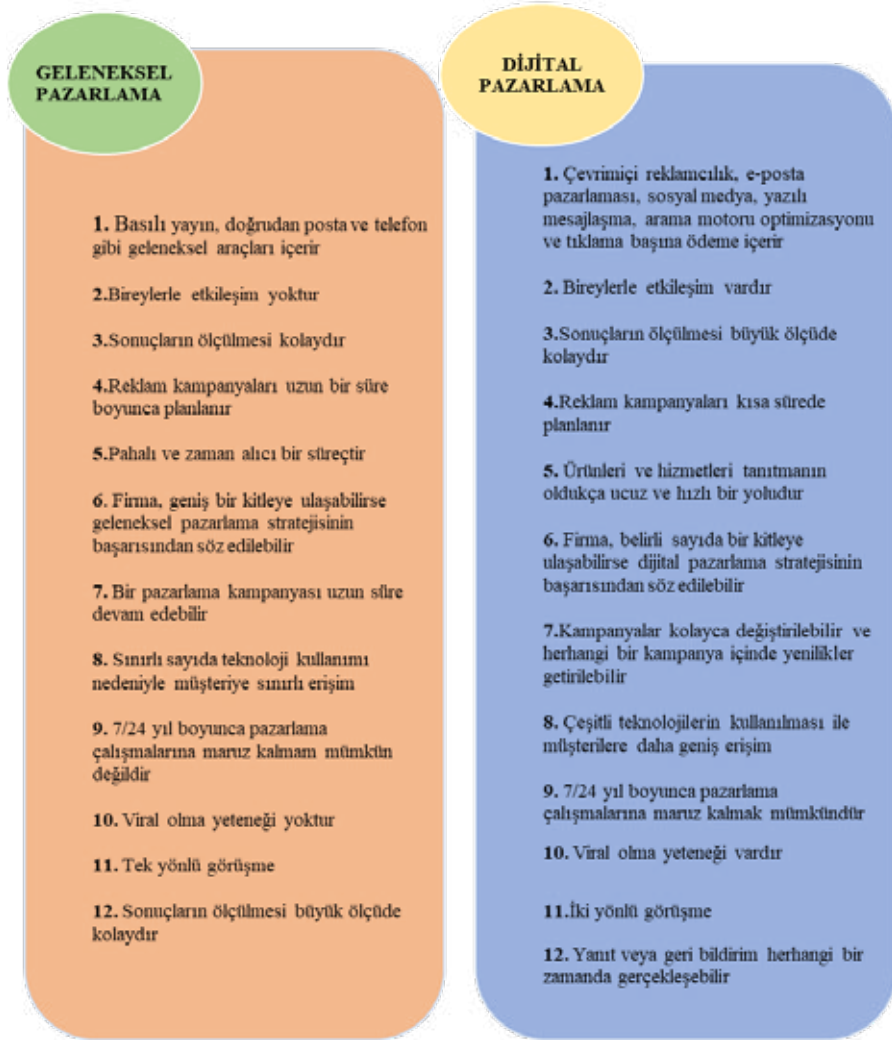 GELENEKSEL
PAZARLAMA
1. Basılı yayın, doğrudan posta ve telefon
gibi geleneksel araçları içerir
2.Bireylerle etkileşim yoktur
3.Sonuçların ölçülmesi kolaydır
4.Reklam kampanyaları uzun bir süre
boyunca planlanır
5.Pahalı ve zaman alıcı bir süreçtir
6. Firma, geniş bir kitleye ulaşabilirse
geleneksel pazarlama stratejisinin
başarısından söz edilebilir
7. Bir pazarlama kampanyası uzun süre
devam edebilir
8. Sınırlı sayıda teknoloji kullanımı
nedeniyle müşteriye sınırlı erişim
9. 7/24 yıl boyunca pazarlama
çalışmalarına maruz kalmam mümkün
değildir
10. Viral olma yeteneği yoktur
11. Tek yönlü görüşme
12. Sonuçların ölçülmesi büyük ölçüde
kolaydır
DİJİTAL
PAZARLAMA
1. Çevrimiçi reklamcılık, e-posta
pazarlaması, sosyal medya, yazılı
mesajlaşma, arama motoru optimizasyonu
ve tıklama başına ödeme içerir
2. Bireylerle etkileşim vardır
3.Sonuçların ölçülmesi büyük ölçüde
kolaydır
4.Reklam kampanyaları kısa sürede
planlanır
5. Ürünleri ve hizmetleri tanıtmanın
oldukça ucuz ve hızlı bir yoludur
6. Firma, belirli sayıda bir kitleye
ulaşabilirse dijital pazarlama stratejisinin
başarısından söz edilebilir
7.Kampanyalar kolayca değiştirilebilir ve
herhangi bir kampanya içinde yenilikler
getirilebilir
8. Çeşitli teknolojilerin kullanılması ile
müşterilere daha geniş erişim
9. 7/24 yıl boyunca pazarlama
çalışmalarına maruz kalmak mümkündür
10. Viral olma yeteneği vardır
11.İki yönlü görüşme
12. Yanıt veya geri bildirim herhangi bir
zamanda gerçekleşebilir